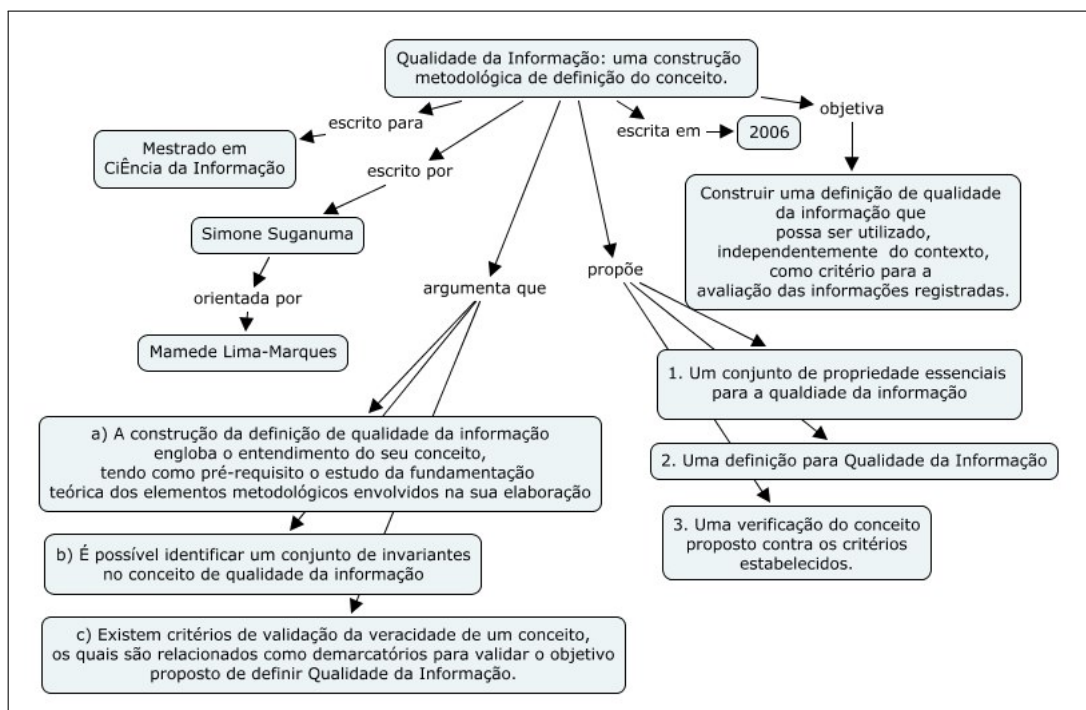 Qualidade da Informação: uma construção
metodológica de definição do conceito.
escrito para
escrita em
2006
objetiva
Mestrado em
CiÊncia da Informação
escrito por
Construir uma definição de qualidade
da informação que
possa ser utilizado,
independentemente do contexto,
como critério para a
avaliação das informações registradas.
Simone Suganuma
orientada por
Mamede Lima-Marques
argumenta que
propõe
a) A construção da definição de qualidade da informação
engloba o entendimento do seu conceito,
tendo como pré-requisito o estudo da fundamentação
teórica dos elementos metodológicos envolvidos na sua elaboração
b) É possível identificar um conjunto de invariantes
no conceito de qualidade da informação
c) Existem critérios de validação da veracidade de um conceito,
os quais são relacionados como demarcatórios para validar o objetivo
proposto de definir Qualidade da Informação.
1. Um conjunto de propriedade essenciais
para a qualdiade da informação
2. Uma definição para Qualidade da Informação
3. Uma verificação do conceito
proposto contra os critérios
estabelecidos.